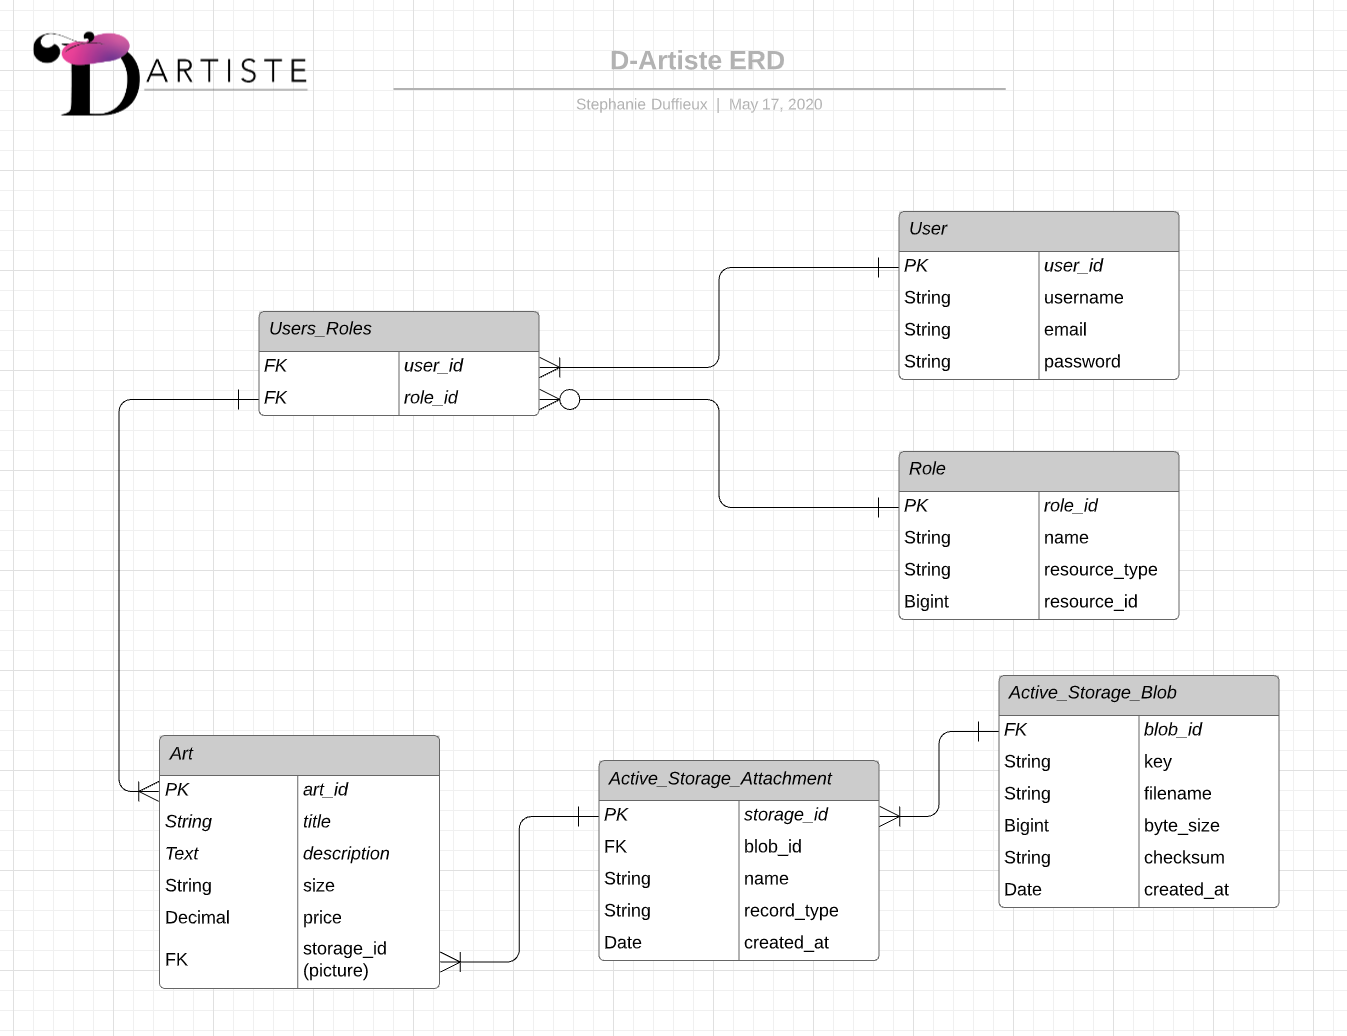 D ARTISTE
D-Artiste ERD
Stephanie Duffieux | May 17, 2020
User
PK user_id
String username
String email
String password
Users_Roles
FK user_id
FK role_id
Role
PK role_id
String name
String resource_type
Bigint resource_id
Art
PK art_id
String title
Text description
String size
Decimal price
FK storage_id
(picture)
Active_Storage_Attachment
PK storage_id
FK blob_id
String name
String record_type
Date created_at
Active_Storage_Blob
FK blob_id
String key
String filename
Bigint byte_size
String checksum
Date created_at